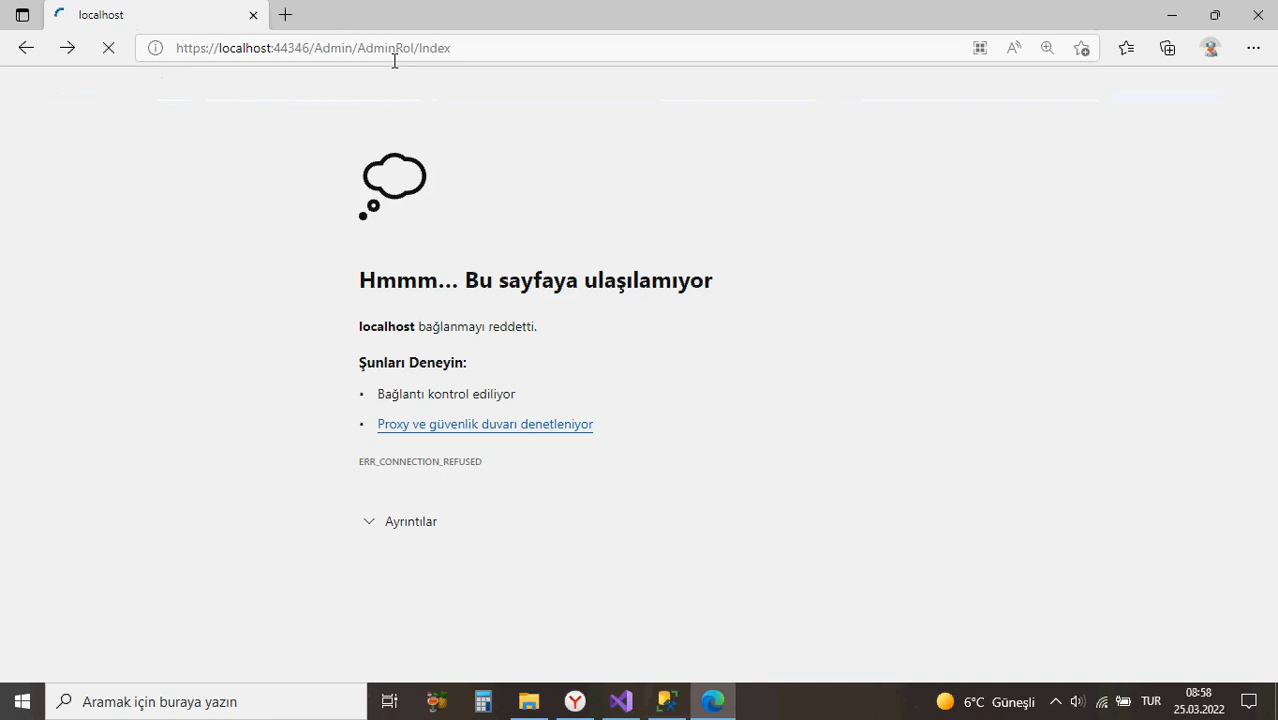 localhost
https://localhost:44346/Admin/AdminRol/Index
Hmmm… Bu sayfaya ulaşılamıyor
localhost bağlanmayı reddetti.
Şunları Deneyin:
• Bağlantı kontrol ediliyor
• Proxy ve güvenlik duvarı denetleniyor
ERR_CONNECTION_REFUSED
Ayrıntılar
Aramak için buraya yazın
6°C Güneşli
TUR
08:58
25.03.2022